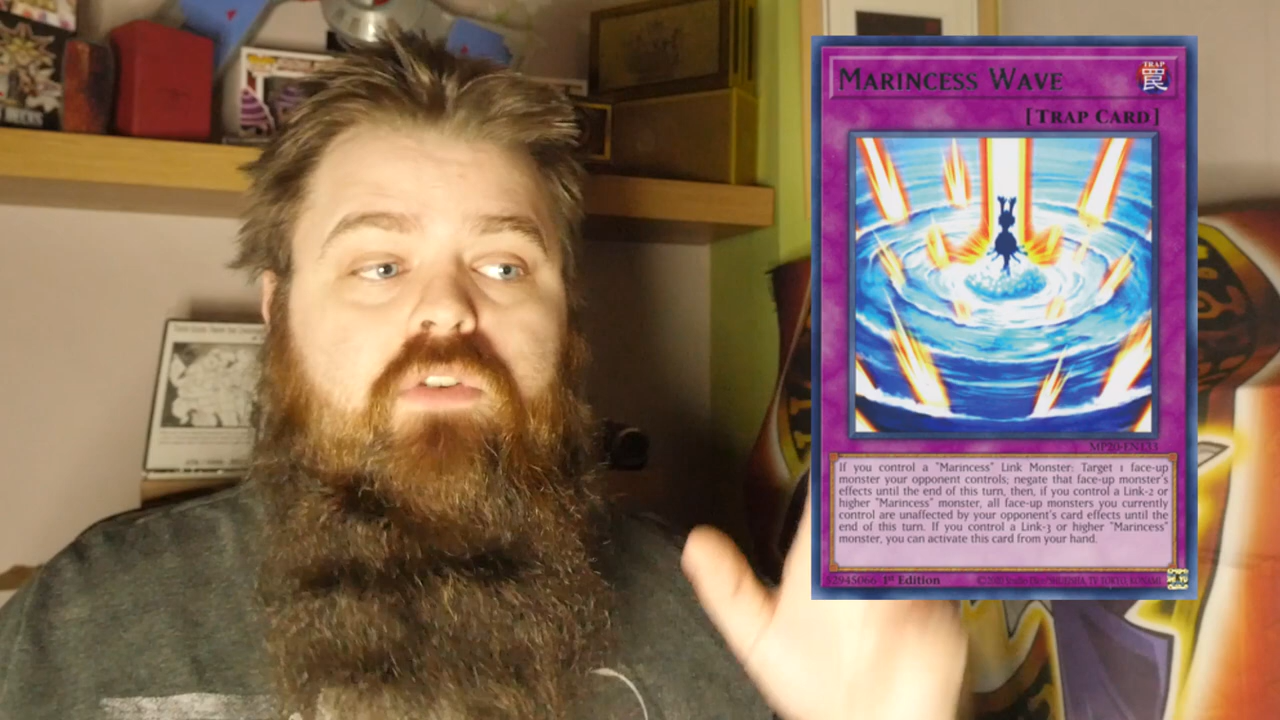 MARINCESS WAVE
TRAP
罠
[TRAP CARD]
MP20-EN133
If you control a "Marincess" Link Monster: Target 1 face-up
monster your opponent controls; negate that face-up monster's
effects until the end of this turn, then, if you control a Link-2 or
higher "Marincess" monster, all face-up monsters you currently
control are unaffected by your opponent's card effects until the
end of this turn. If you control a Link-3 or higher "Marincess"
monster, you can activate this card from your hand.
52945066 1st Edition